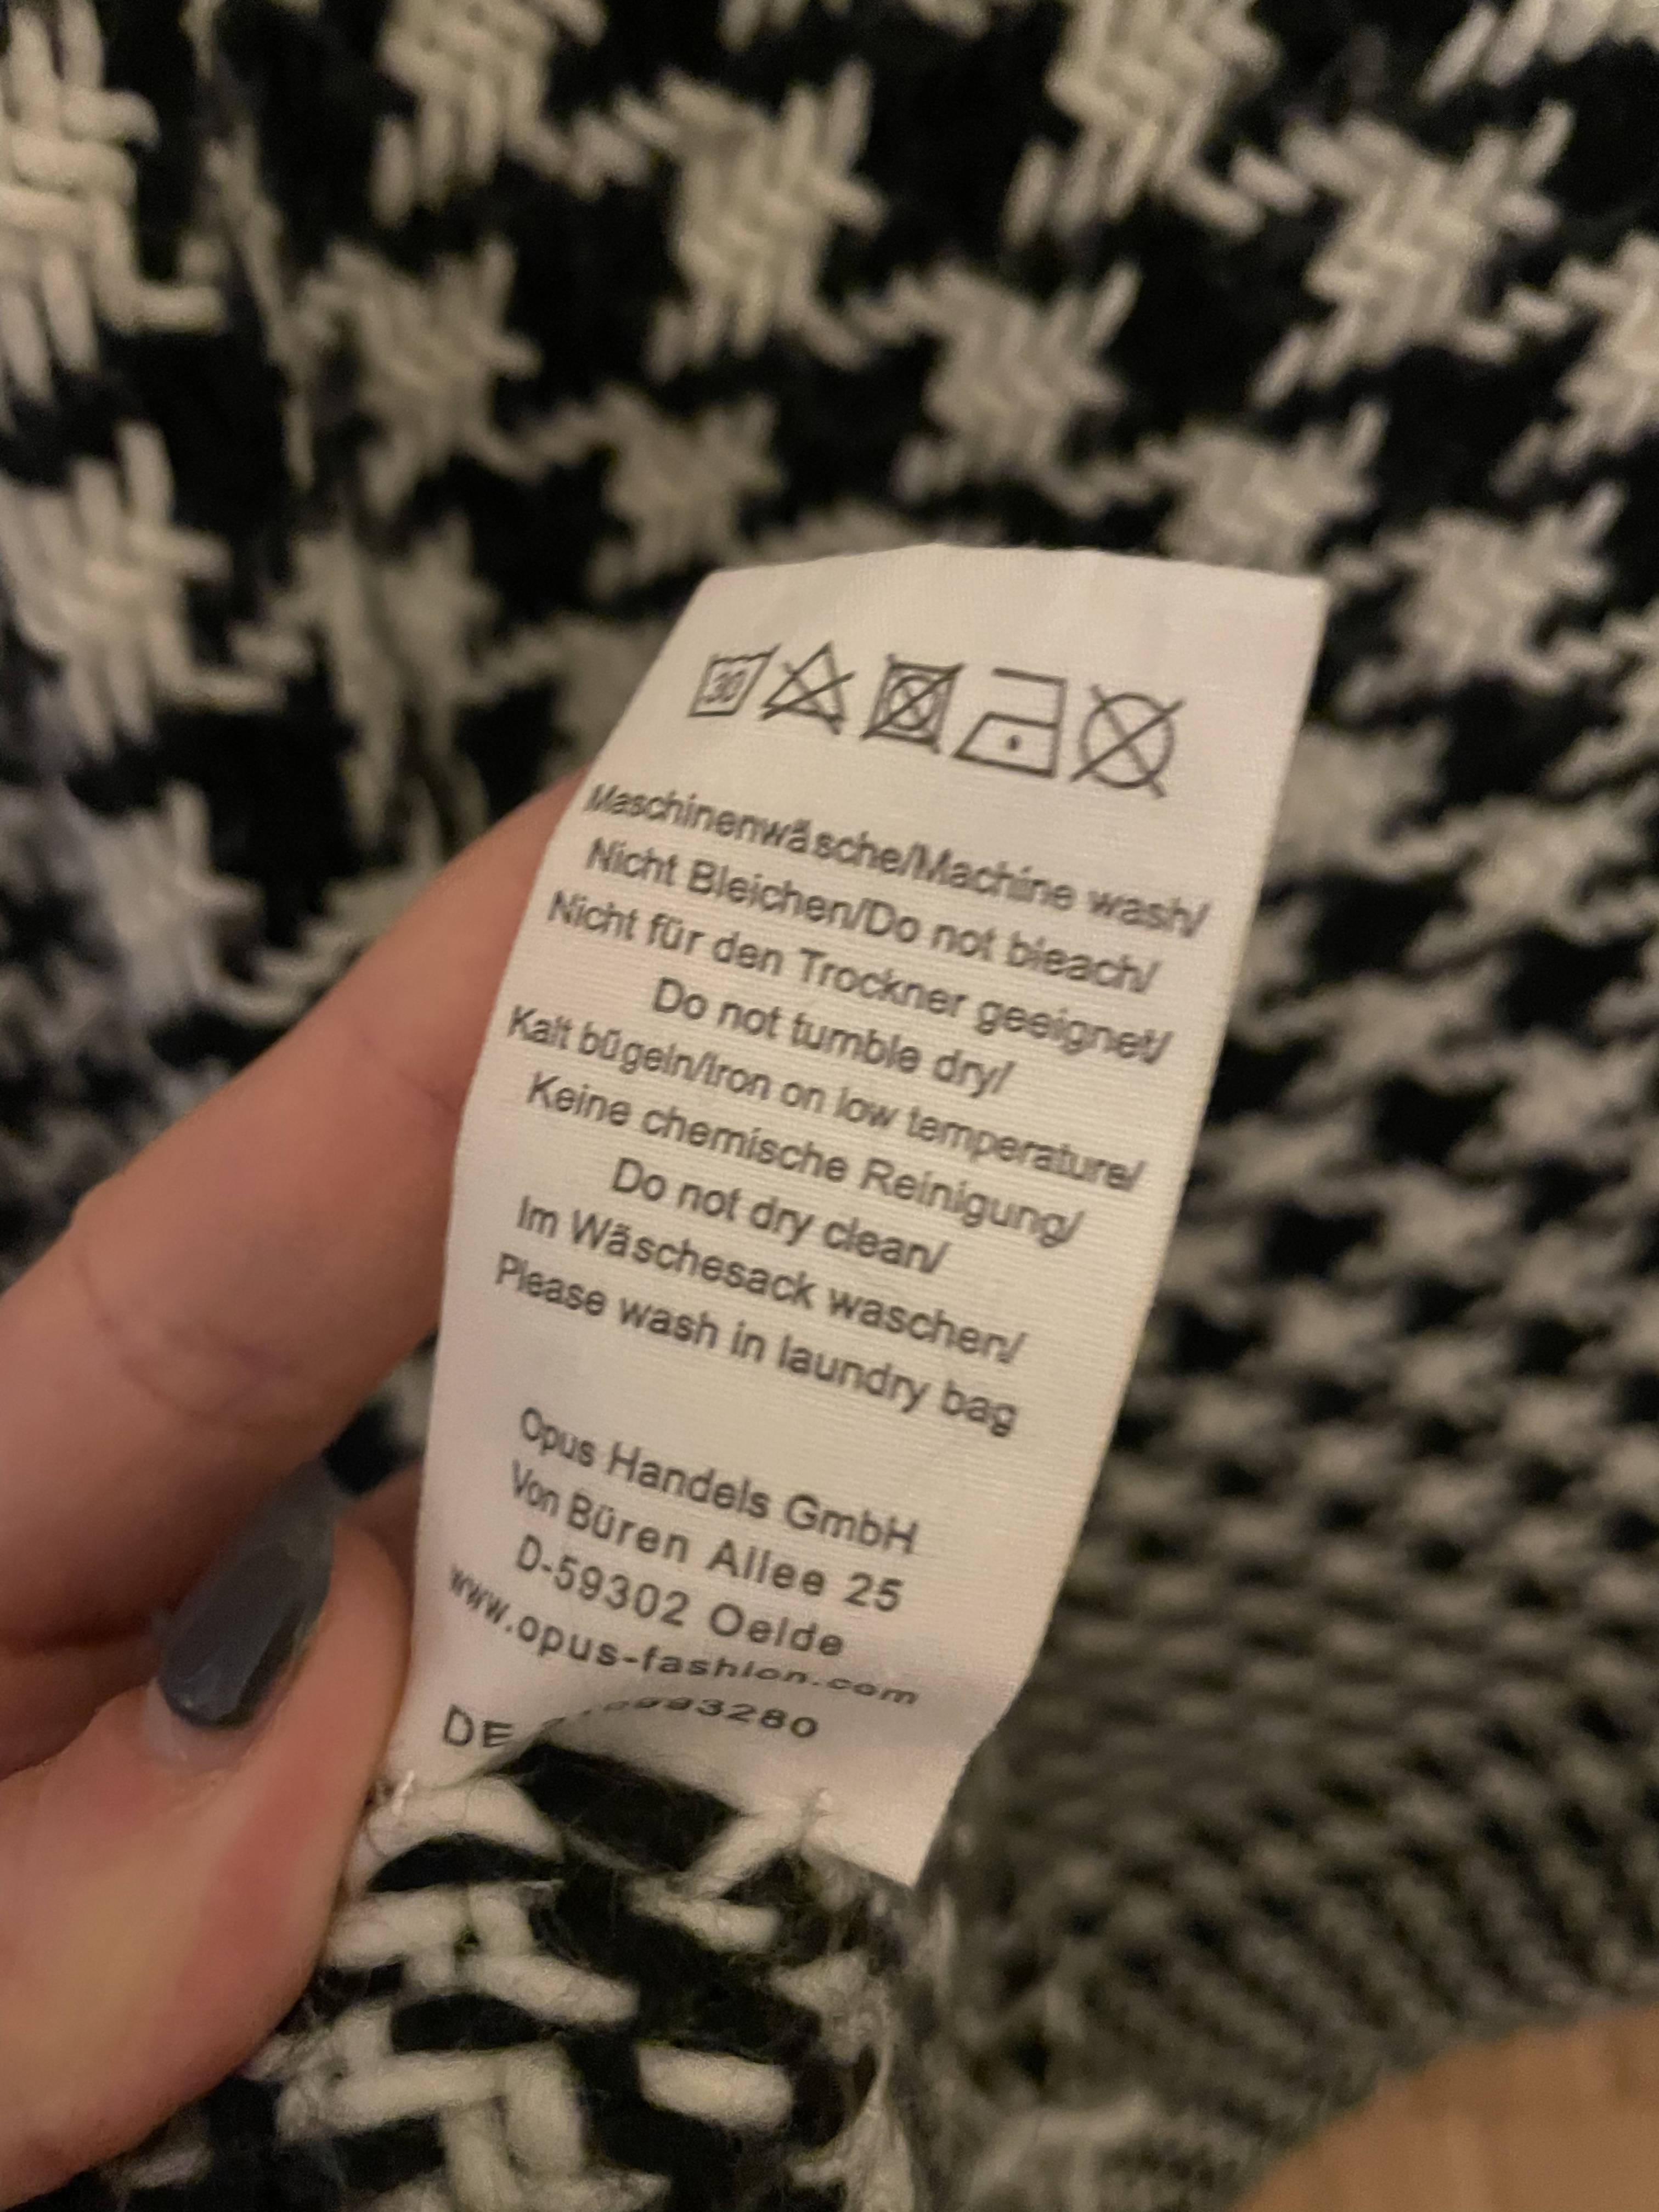 30
Maschinenwäsche/Machine wash/
Nicht Bleichen/Do not bleach/
Nicht für den Trockner geeignet/
Do not tumble dry/
Kalt bügeln/Iron on low temperature/
Keine chemische Reinigung/
Do not dry clean/
Im Wäschesack waschen/
Please wash in laundry bag
Opus Handels GmbH
Von Büren Allee 25
D-59302 Oelde
www.opus-fashion.com
DE